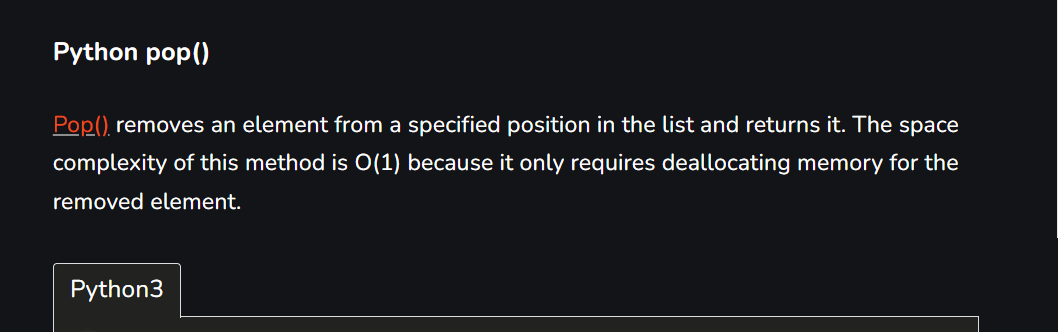 Python pop()
Pop() removes an element from a specified position in the list and returns it. The space
complexity of this method is O(1) because it only requires deallocating memory for the
removed element.
Python3